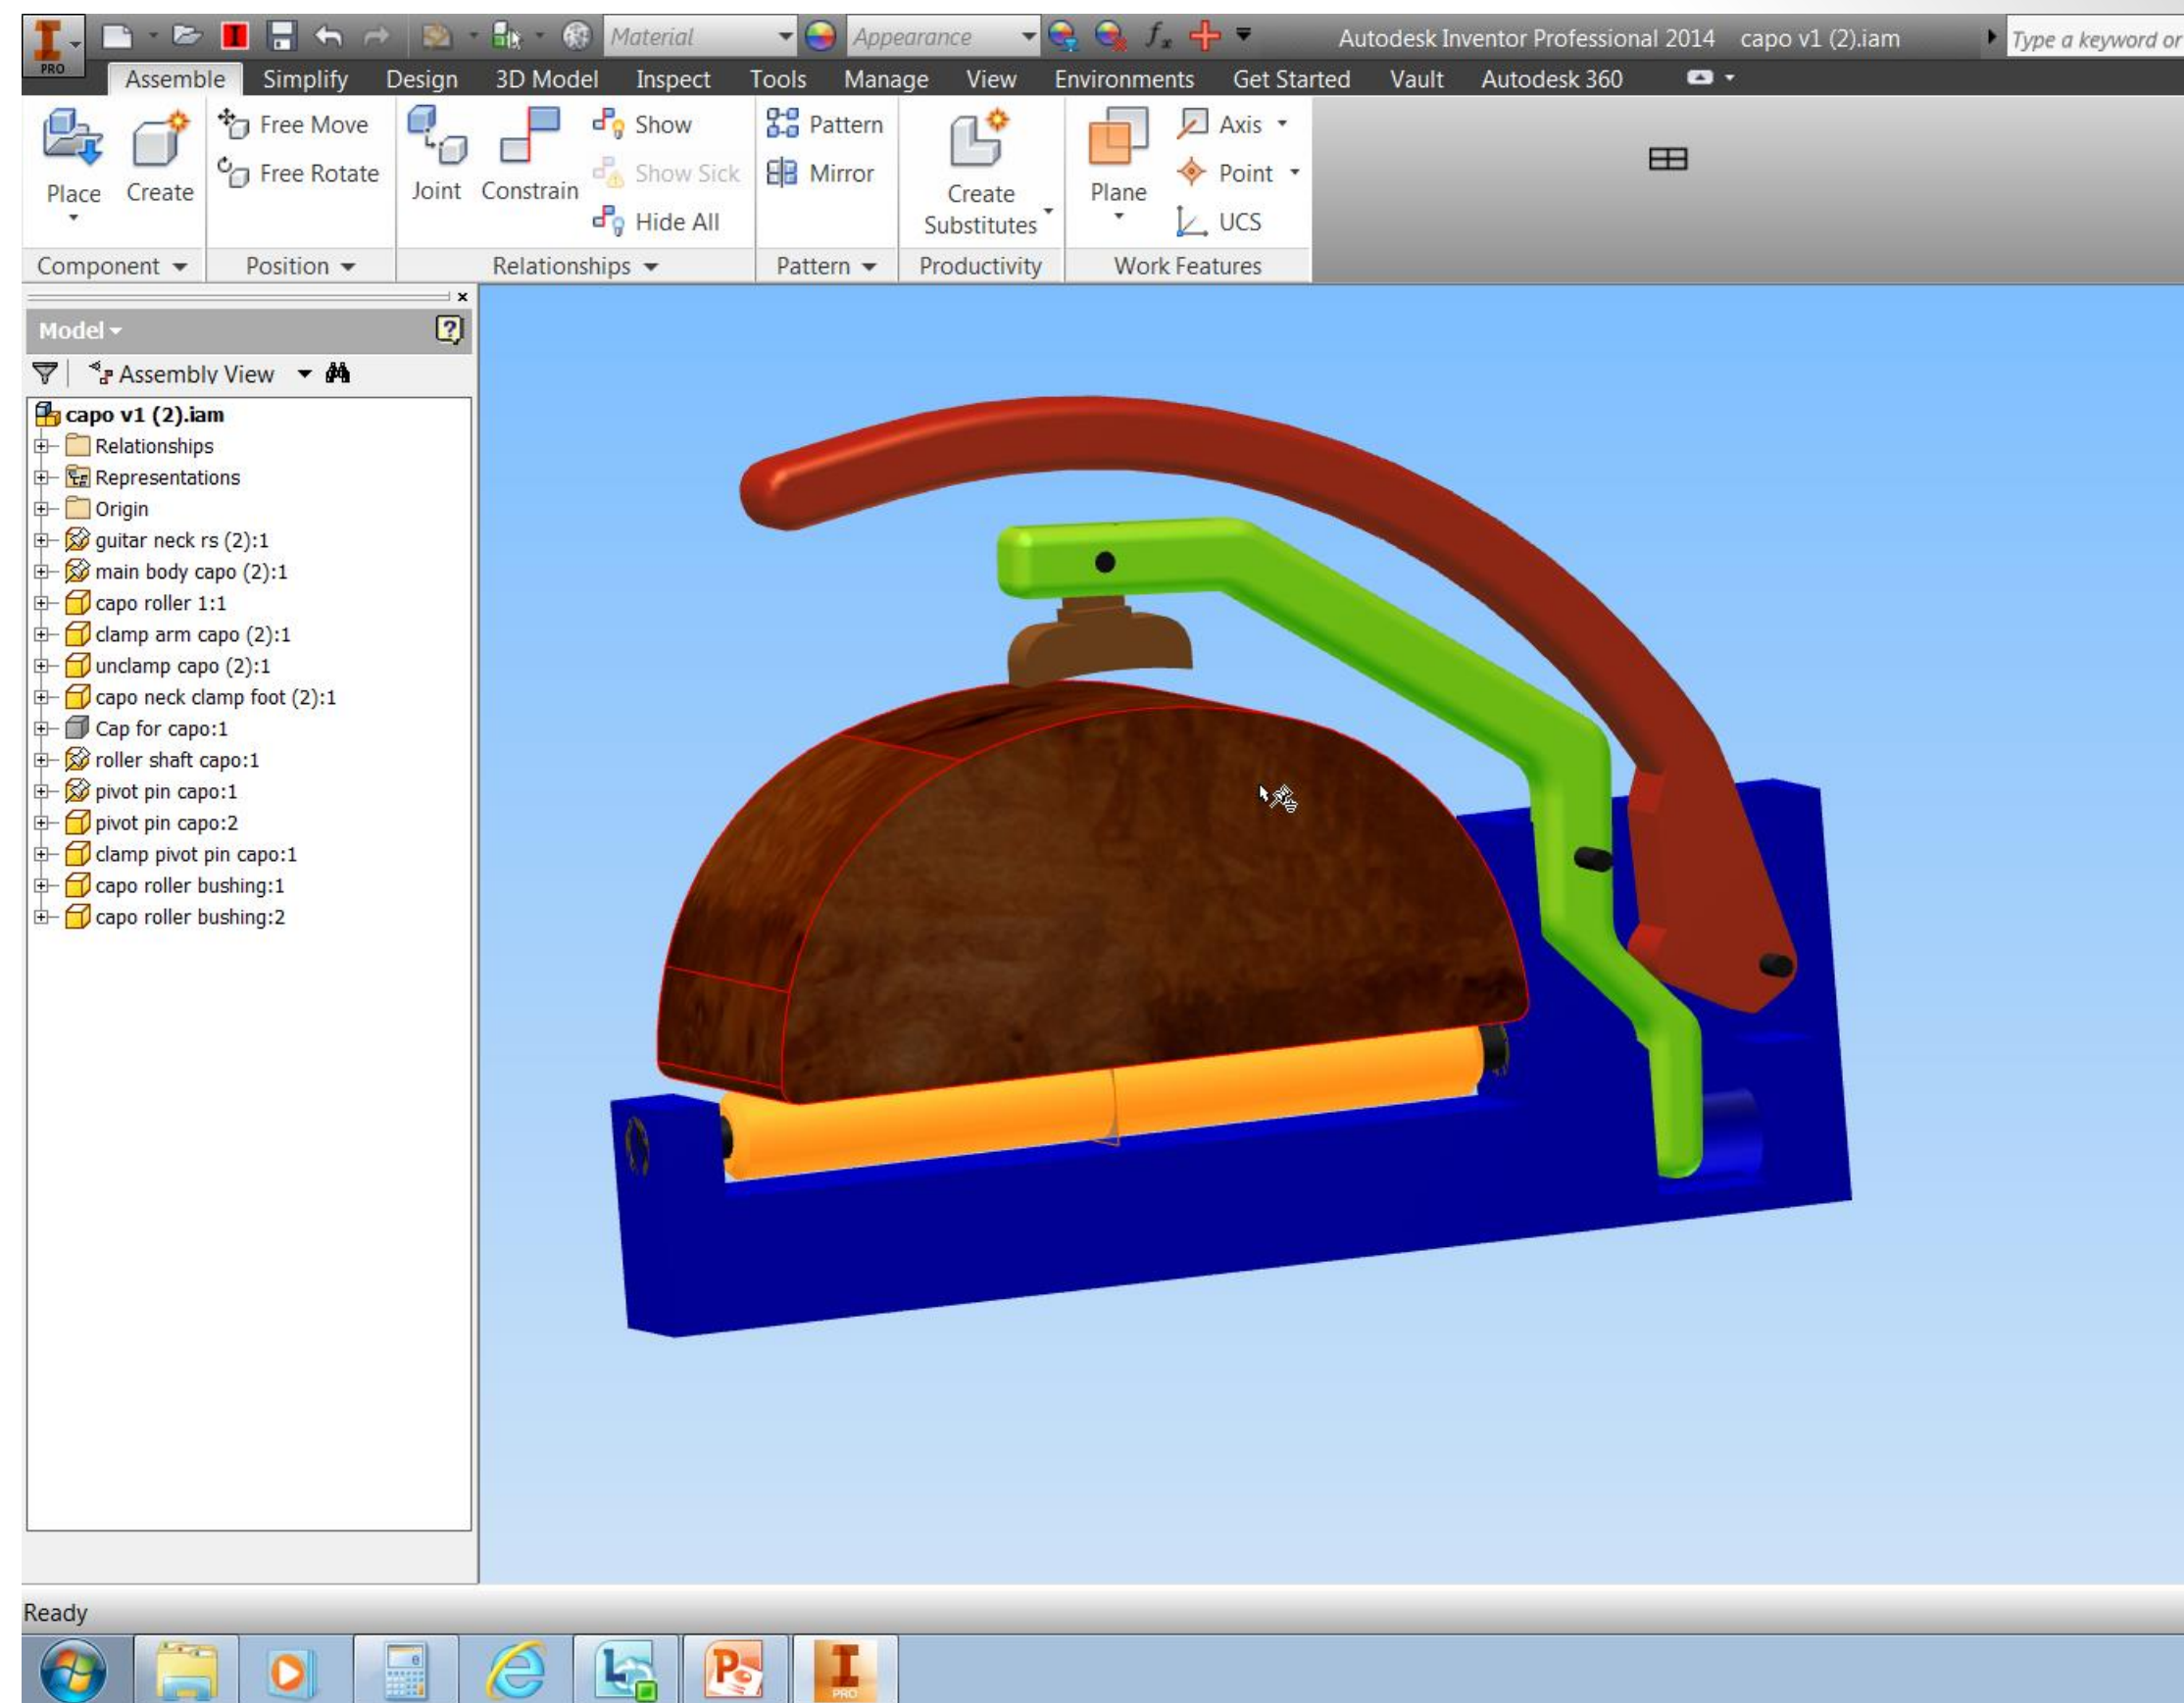 Material
Appearance
fx
Autodesk Inventor Professional 2014 capo v1 (2).iam
Type a keyword or
PRO
Assemble Simplify Design 3D Model Inspect Tools Manage View Environments Get Started Vault Autodesk 360
Place
Create
Free Move
Free Rotate
Joint
Constrain
Show
Show Sick
Hide All
Pattern
Mirror
Create
Substitutes
Plane
Axis
Point
UCS
Component Position Relationships Pattern Productivity Work Features
Model
Assembly View
capo v1 (2).iam
Relationships
Representations
Origin
guitar neck rs (2):1
main body capo (2):1
capo roller 1:1
clamp arm capo (2):1
unclamp capo (2):1
capo neck clamp foot (2):1
Cap for capo:1
roller shaft capo:1
pivot pin capo:1
pivot pin capo:2
clamp pivot pin capo:1
capo roller bushing:1
capo roller bushing:2
Ready
PRO